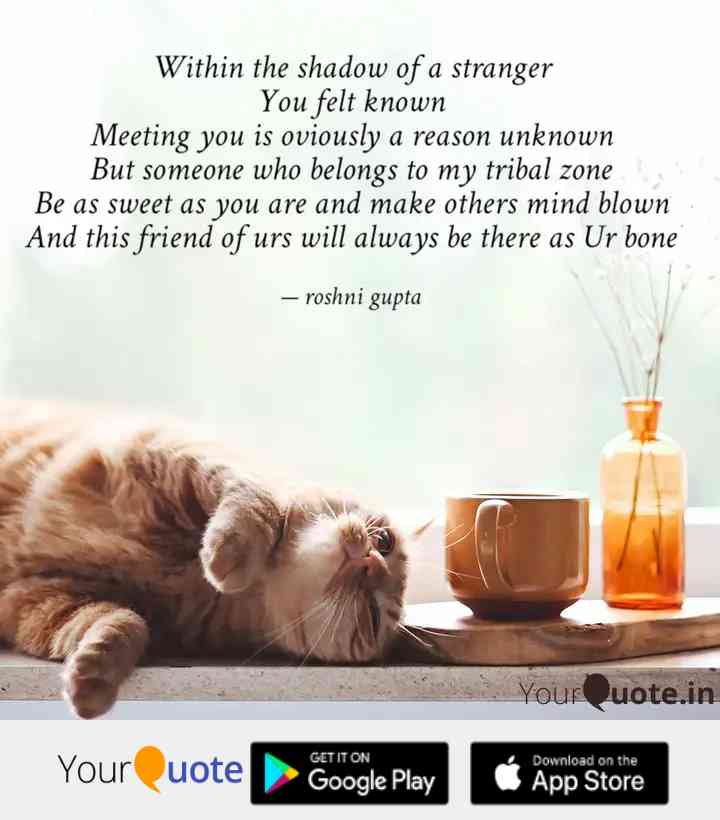 Within the shadow of a stranger
You felt known
Meeting you is oviously a reason unknown
But someone who belongs to my tribal zone
Be as sweet as you are and make others mind blown
And this friend of urs will always be there as Ur bone
— roshni gupta
YourQuote.in
YourQuote
GET IT ON
Google Play
Download on the
App Store